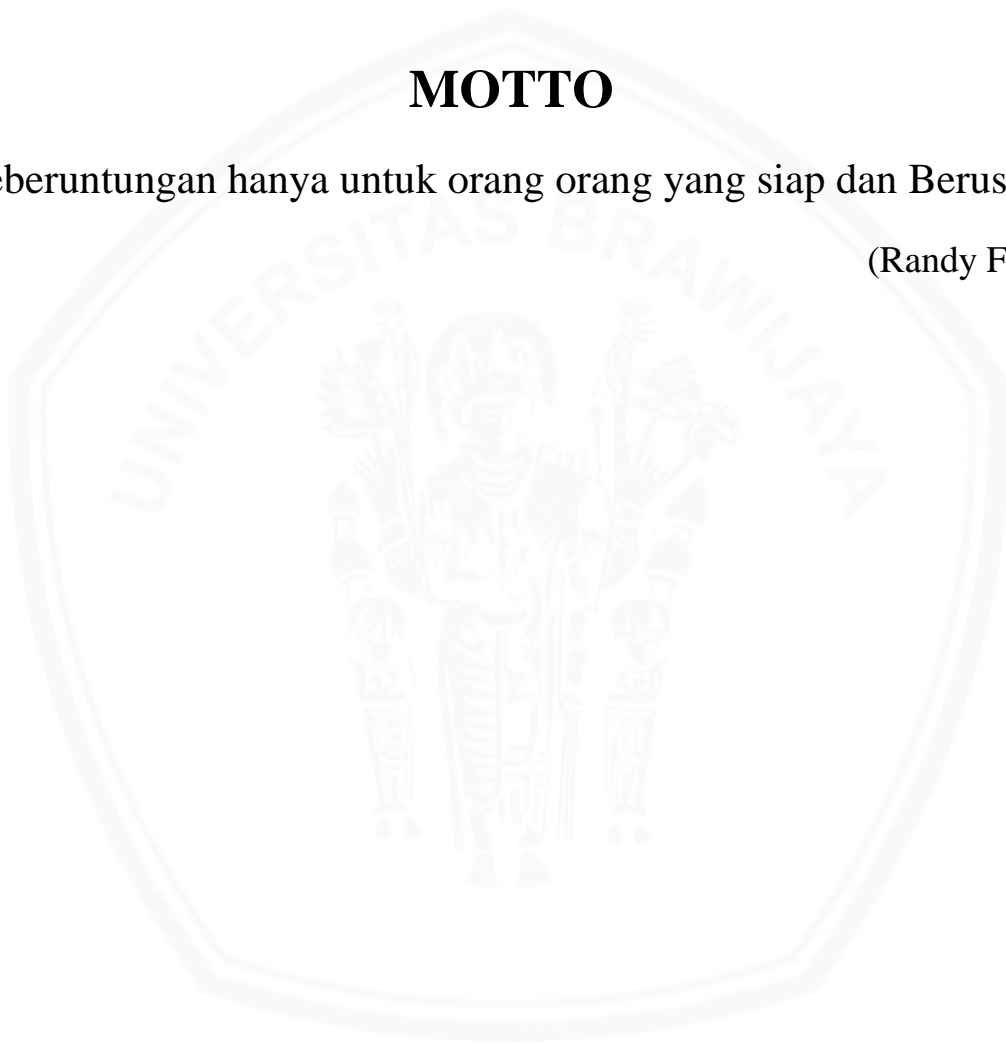 MOTTO
eberuntungan hanya untuk orang orang yang siap dan Berus
(Randy F
UNIVERSITAS BRAWIJAYA